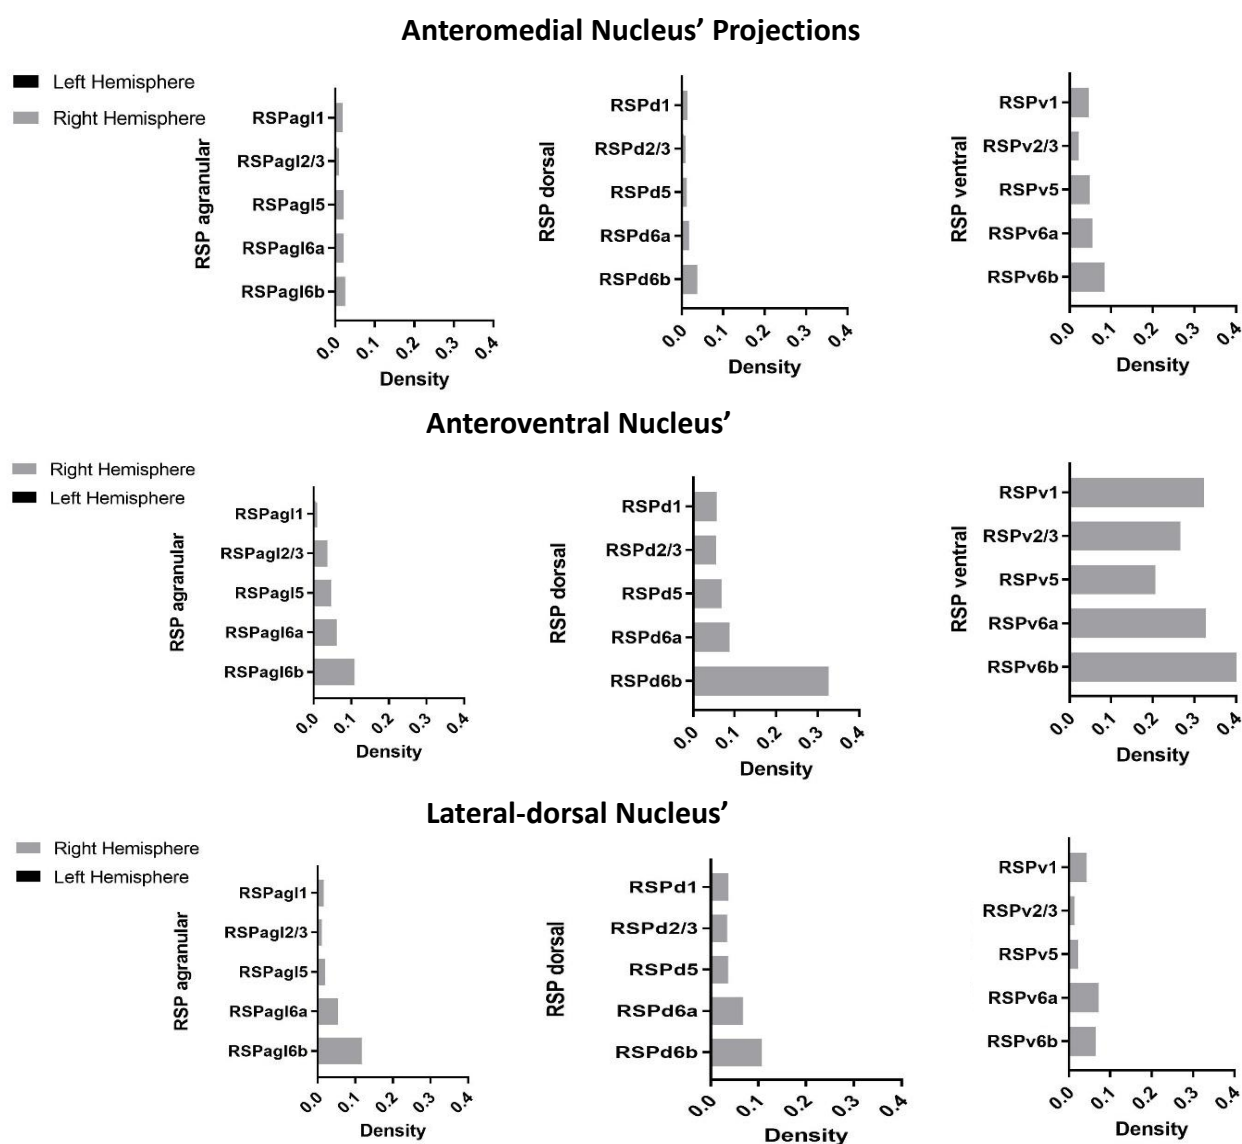 Anteromedial Nucleus’ Projections
Left Hemisphere
Right Hemisphere
RSP agranular
RSPagl1
RSPagl2/3
RSPagl5
RSPagl6a
RSPagl6b
0.0 0.1 0.2 0.3 0.4
Density
RSP dorsal
RSPd1
RSPd2/3
RSPd5
RSPd6a
RSPd6b
0.0 0.1 0.2 0.3 0.4
Density
RSP ventral
RSPv1
RSPv2/3
RSPv5
RSPv6a
RSPv6b
0.0 0.1 0.2 0.3 0.4
Density
Anteroventral Nucleus’
Right Hemisphere
Left Hemisphere
RSP agranular
RSPagl1
RSPagl2/3
RSPagl5
RSPagl6a
RSPagl6b
0.0 0.1 0.2 0.3 0.4
Density
RSP dorsal
RSPd1
RSPd2/3
RSPd5
RSPd6a
RSPd6b
0.0 0.1 0.2 0.3 0.4
Density
RSP ventral
RSPv1
RSPv2/3
RSPv5
RSPv6a
RSPv6b
0.0 0.1 0.2 0.3 0.4
Density
Lateral-dorsal Nucleus’
Right Hemisphere
Left Hemisphere
RSP agranular
RSPagl1
RSPagl2/3
RSPagl5
RSPagl6a
RSPagl6b
0.0 0.1 0.2 0.3 0.4
Density
RSP dorsal
RSPd1
RSPd2/3
RSPd5
RSPd6a
RSPd6b
0.0 0.1 0.2 0.3 0.4
Density
RSPv1
RSPv2/3
RSPv5
RSPv6a
RSPv6b
0.0 0.1 0.2 0.3 0.4
Density